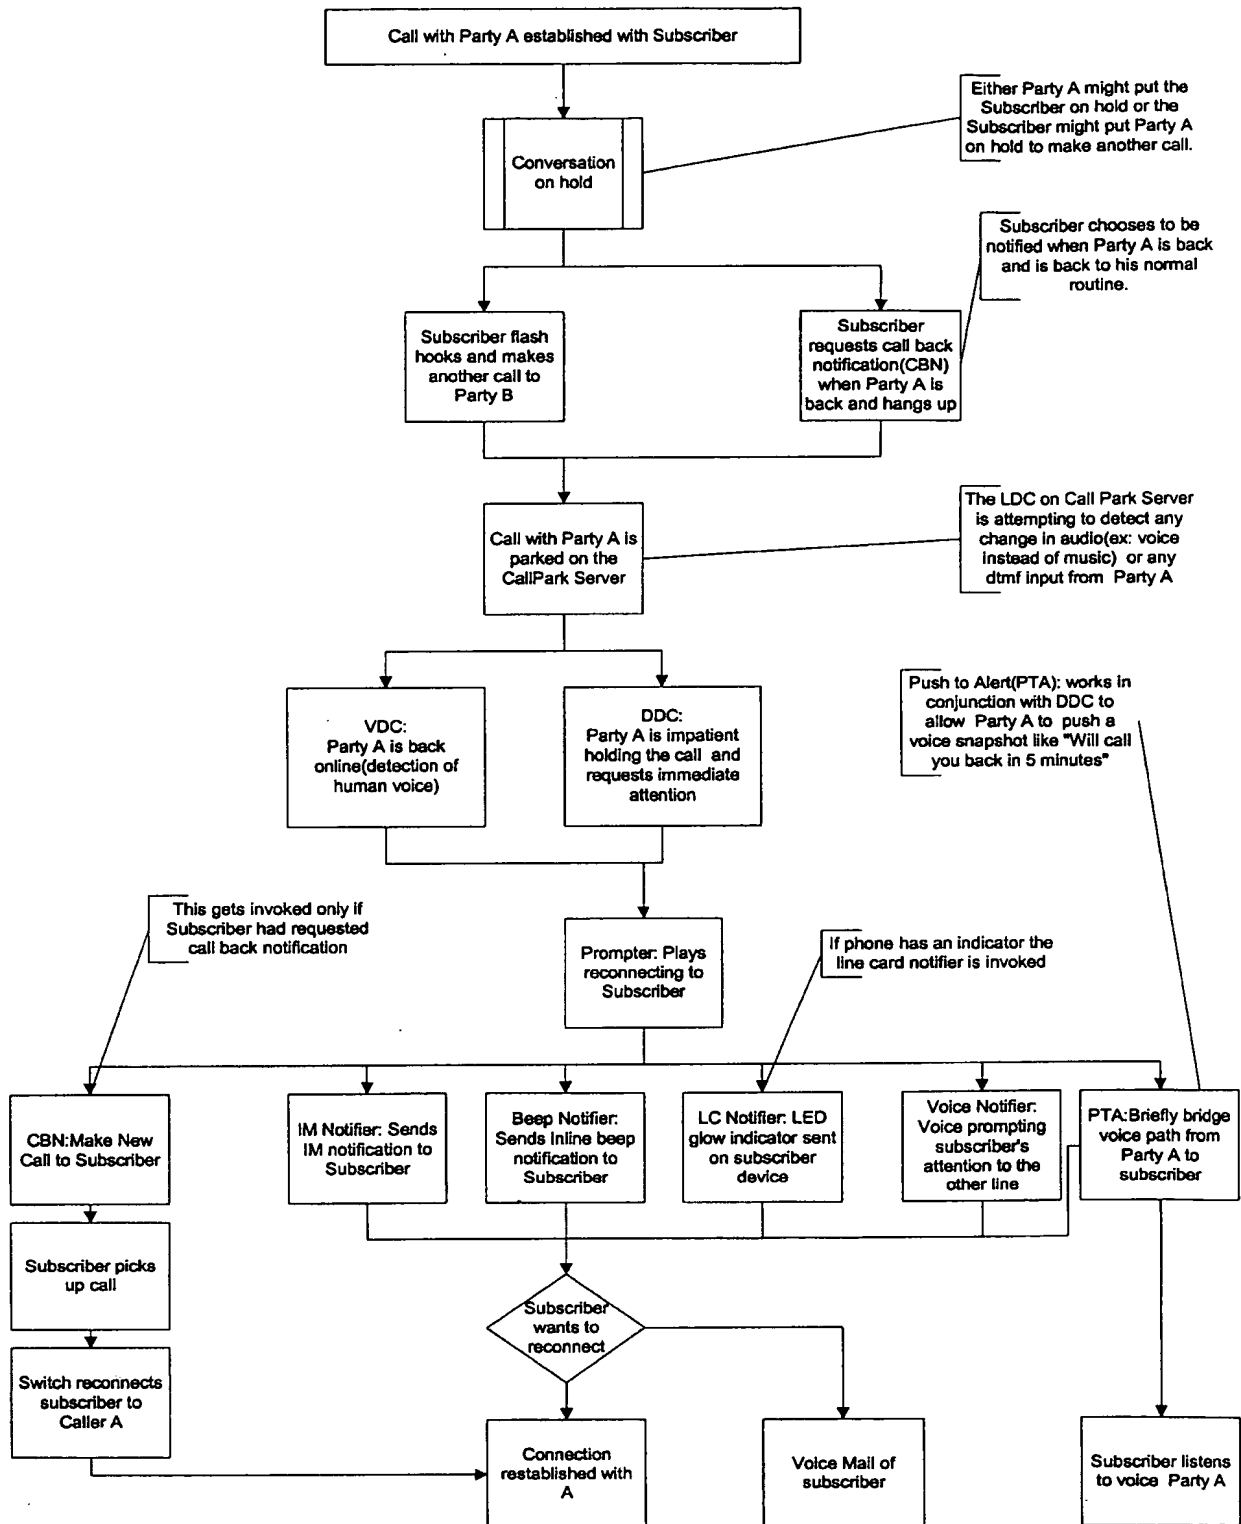 Call with Party A established with Subscriber
Either Party A might put the
Subscriber on hold or the
Subscriber might put Party A
on hold to make another call.
Conversation
on hold
Subscriber chooses to be
notified when Party A is back
and is back to his normal
routine.
Subscriber flash
hooks and makes
another call to
Party B
Subscriber
requests call back
notification(CBN)
when Party A is
back and hangs up
The LDC on Call Park Server
is attempting to detect any
change in audio(ex: voice
instead of music) or any
dtmf input from Party A
Call with Party A is
parked on the
CallPark Server
VDC:
Party A is back
online(detection of
human voice)
DDC:
Party A is impatient
holding the call and
requests immediate
attention
Push to Alert(PTA): works in
conjunction with DDC to
allow Party A to push a
voice snapshot like "Will call
you back in 5 minutes"
This gets invoked only if
Subscriber had requested
call back notification
Prompter: Plays
reconnecting to
Subscriber
If phone has an indicator the
line card notifier is invoked
CBN:Make New
Call to Subscriber
IM Notifier: Sends
IM notification to
Subscriber
Beep Notifier:
Sends Inline beep
notification to
Subscriber
LC Notifier: LED
glow indicator sent
on subscriber
device
Voice Notifier:
Voice prompting
subscriber's
attention to the
other line
PTA:Briefly bridge
voice path from
Party A to
subscriber
Subscriber picks
up call
Subscriber
wants to
reconnect
Switch reconnects
subscriber to
Caller A
Connection
restablished with
A
Voice Mail of
subscriber
Subscriber listens
to voice Party A